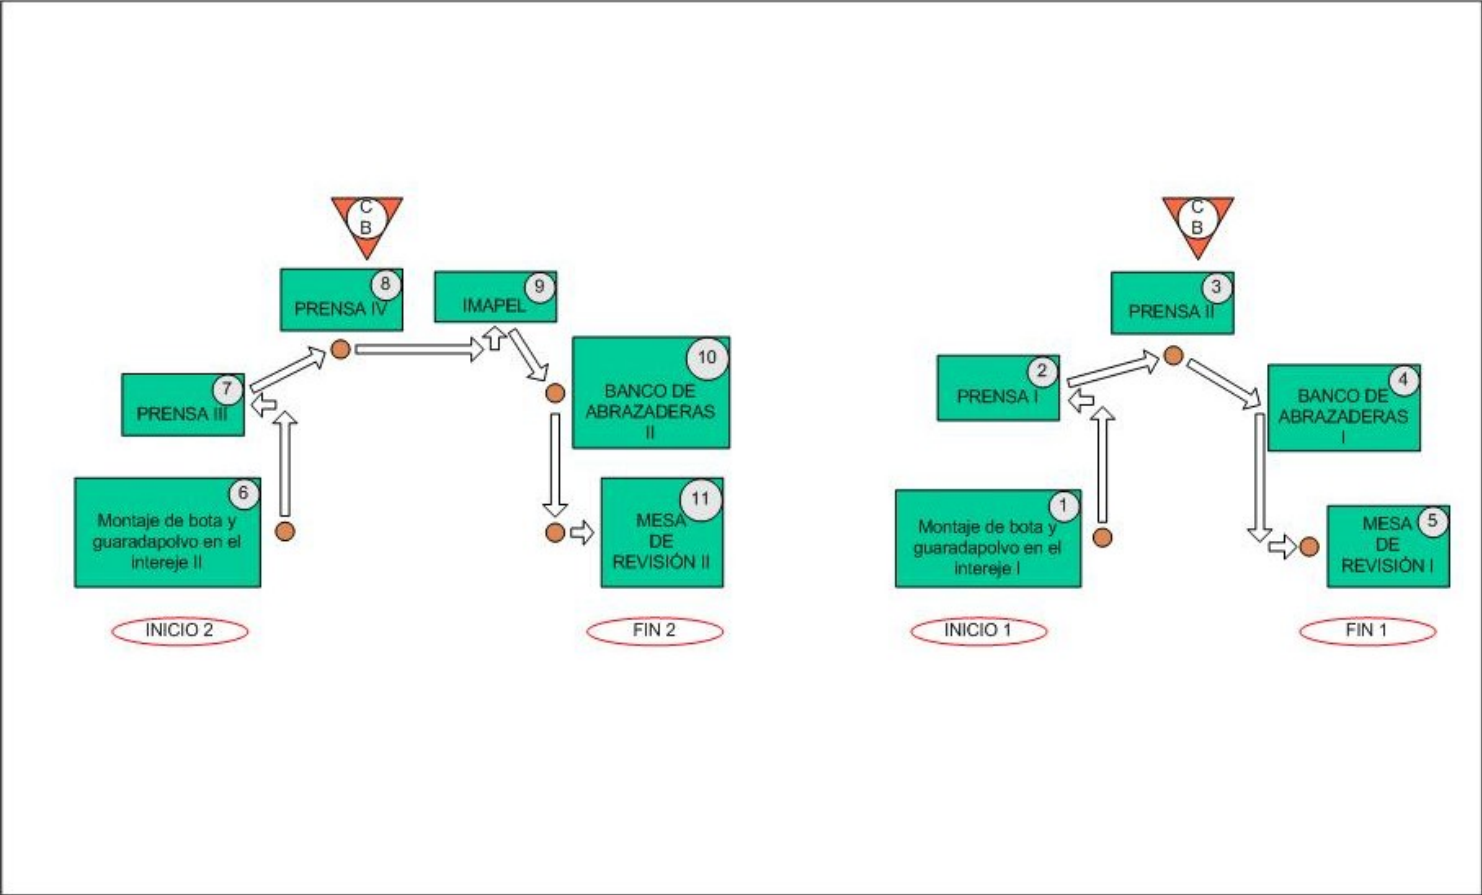 C
B
8
PRENSA IV
9
IMAPEL
10
BANCO DE
ABRAZADERAS
II
7
PRENSA III
6
Montaje de bota y
guaradapolvo en el
intereje II
11
MESA
DE
REVISIÓN II
INICIO 2
FIN 2
C
B
3
PRENSA II
2
PRENSA I
4
BANCO DE
ABRAZADERAS
I
1
Montaje de bota y
guaradapolvo en el
intereje I
5
MESA
DE
REVISIÓN I
INICIO 1
FIN 1